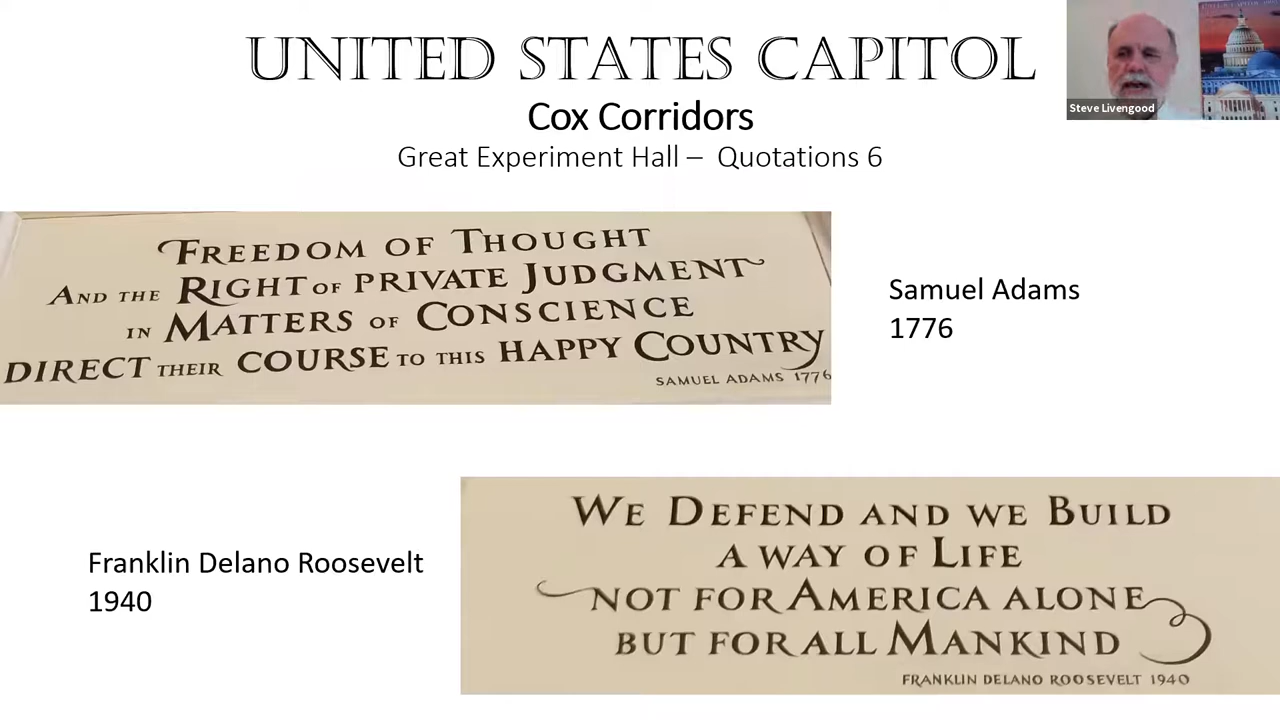 UNITED STATES CAPITOL
Cox Corridors
Great Experiment Hall – Quotations 6
Steve Livengood
FREEDOM OF THOUGHT
AND THE RIGHT OF PRIVATE JUDGMENT
IN MATTERS OF CONSCIENCE
DIRECT THEIR COURSE TO THIS HAPPY COUNTRY
SAMUEL ADAMS 1776
Samuel Adams
1776
WE DEFEND AND WE BUILD
A WAY OF LIFE
NOT FOR AMERICA ALONE
BUT FOR ALL MANKIND
FRANKLIN DELANO ROOSEVELT 1940
Franklin Delano Roosevelt
1940